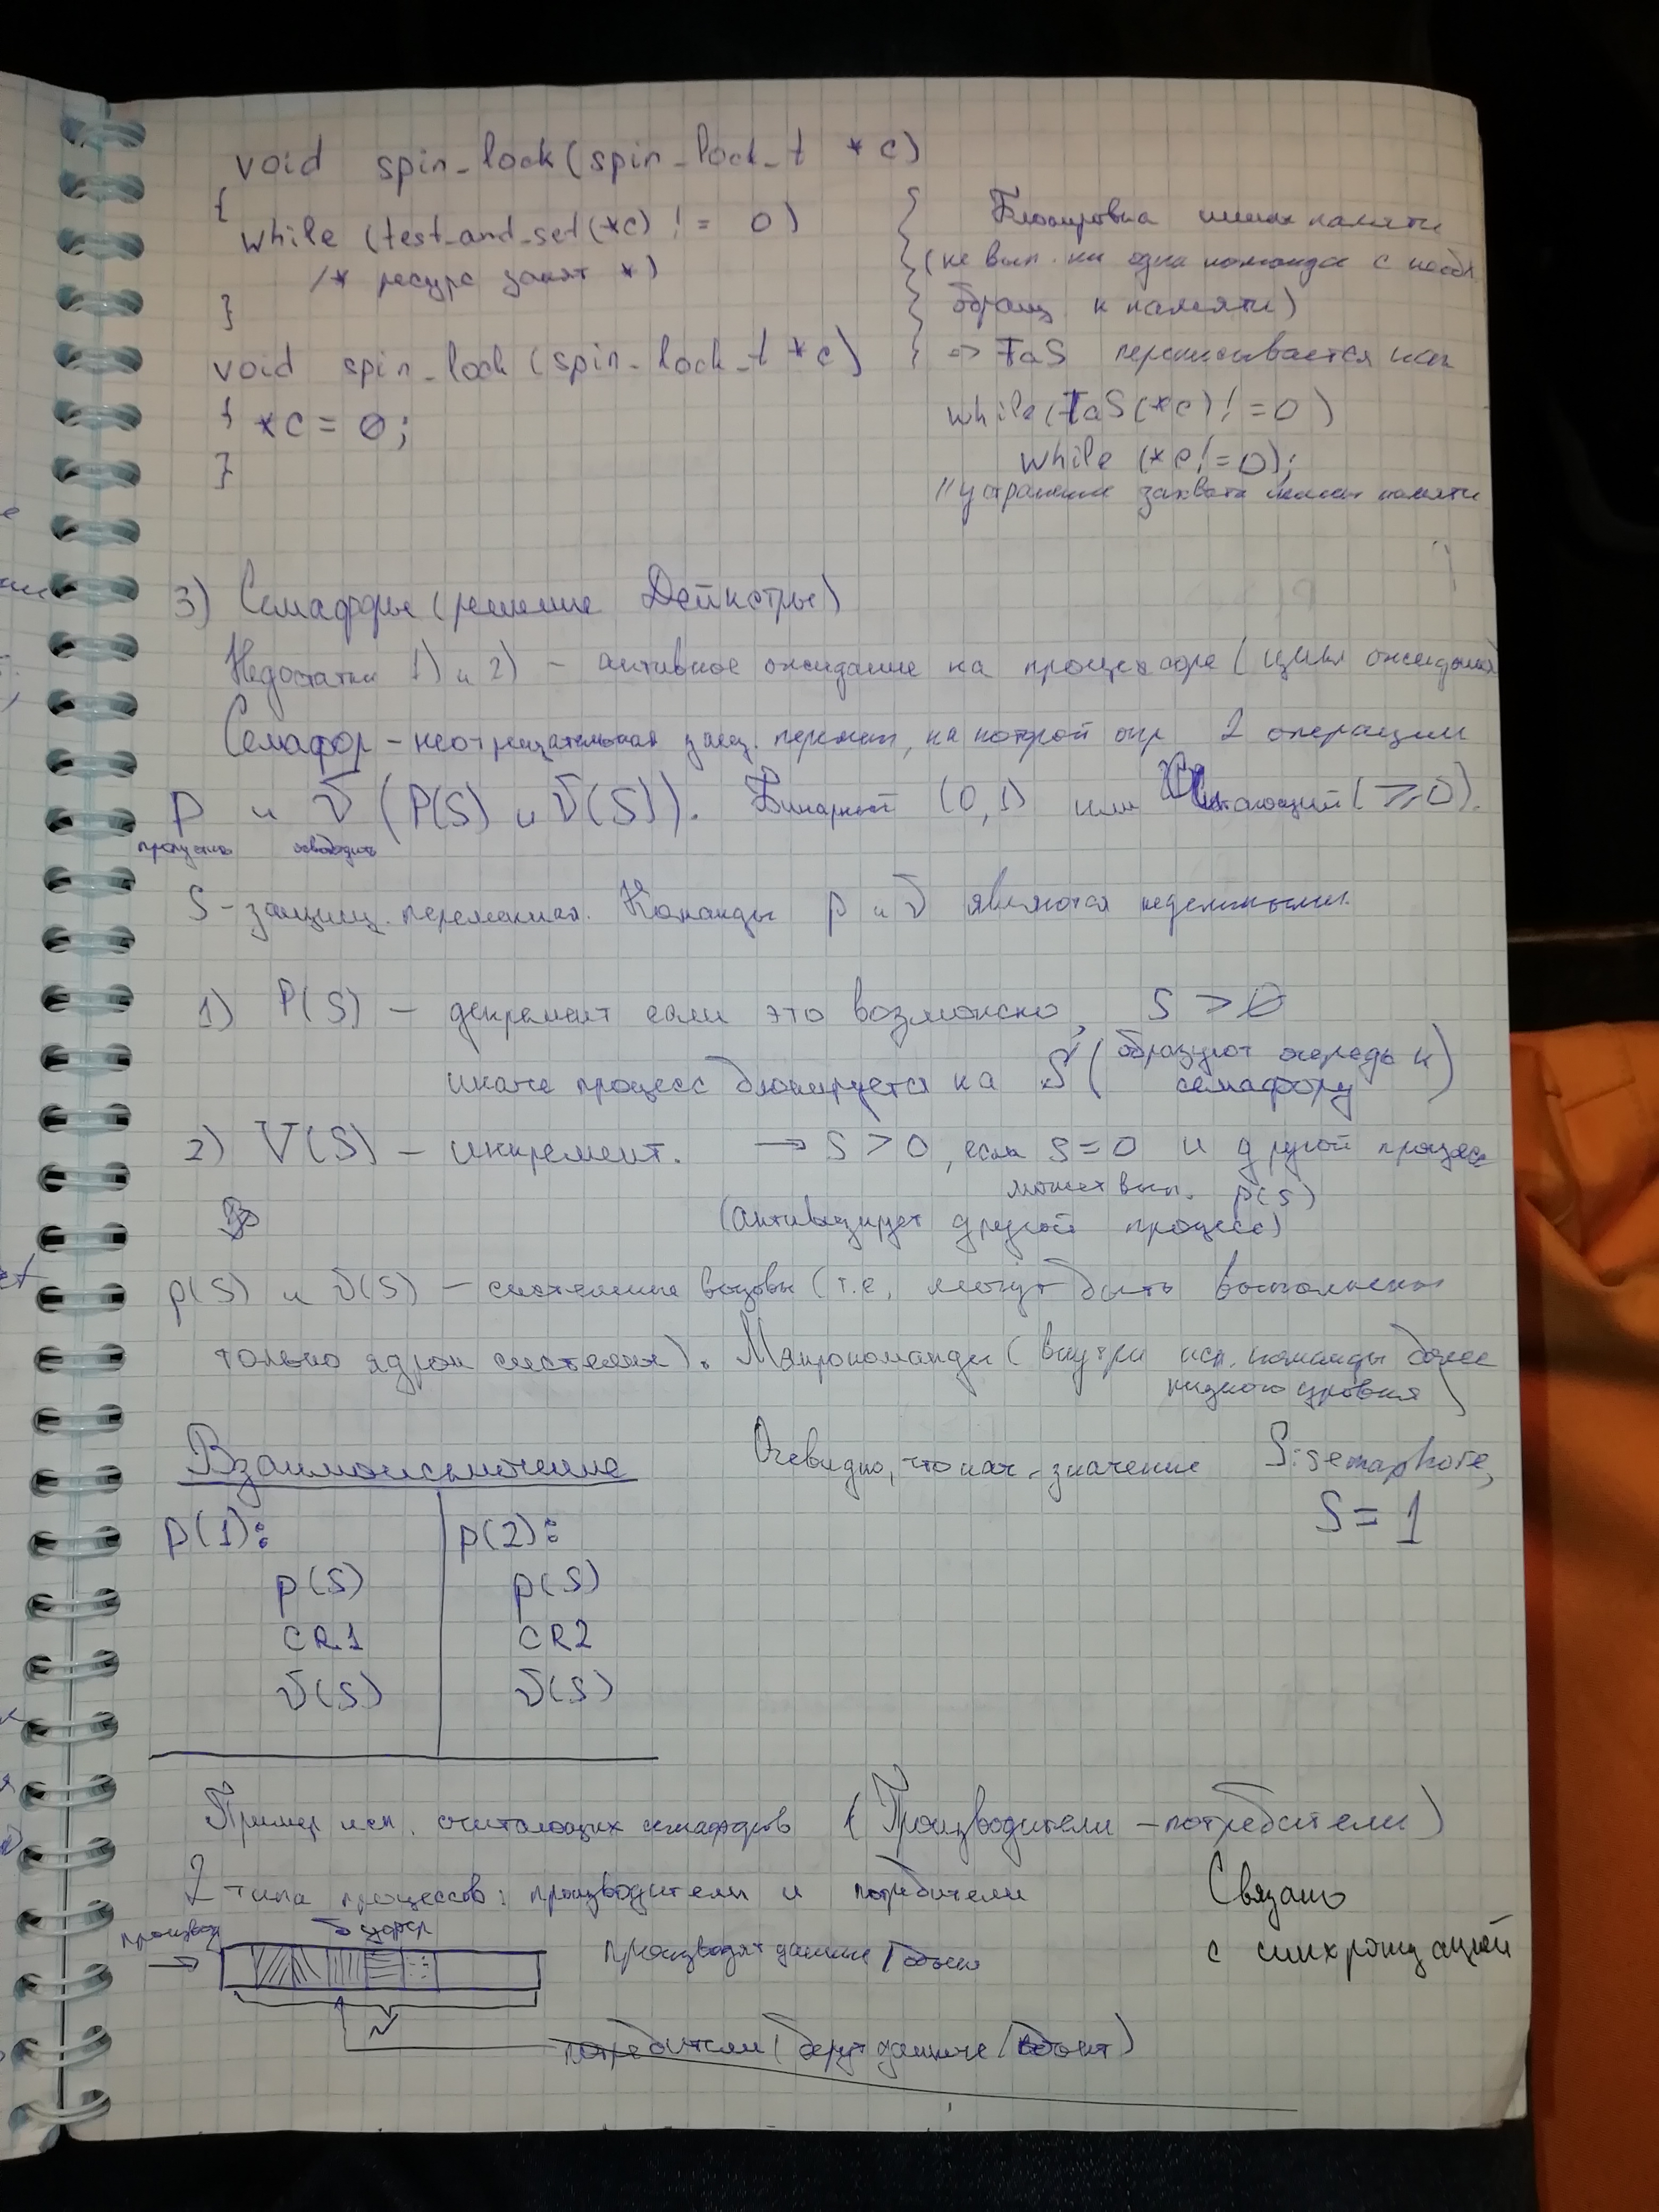 void spin_lock(spin_lock_t *c)
{
while (test_and_set(*c) != 0)
/* ресурс занят *)
}
void spin_lock (spin_lock_t *c)
{ *c = 0;
}
Блокировка шины памяти
(не вып. ни одна команда с необх
обращ к памяти)
=> TaS переписывается как
while(TaS(*c) != 0)
while (*c != 0);
// устранение захвата шины памяти
3) Семафоры (решение Дейкстры)
Недостатки 1) и 2) – активное ожидание на процессоре (цикл ожидания
Семафор – неотрицательная защ. перемен, на котрой опр 2 операции
P и V (P(S) и V(S)). Бинарный (0,1) или Считающий (≥0).
пропустить освободить
S – защищ. переменная. Команды p и V являются неделимыми.
1) P(S) – декремент если это возможно, S > 0
иначе процесс блокируется на S (образуют очередь к
семафору)
2) V(S) – инкремент. → S > 0, если S = 0 и другой процесс
может вып. p(S)
(активизирует другой процесс)
p(S) и V(S) – системные вызовы (т.е. могут быть выполнены
только ядром системы). Макрокоманды (внутри исп. команды более
низкого уровня)
Взаимоисключение
Очевидно, что нач. значение S: semaphore,
S = 1
p(1): p(2):
p(S) p(S)
CR1 CR2
V(S) V(S)
Пример исп. считающих семафоров (Производители – потребители)
2 типа процессов: производители и потребители
Связано
с синхронизацией
производ буфер
производят данные /
N
потребители (берут данные /